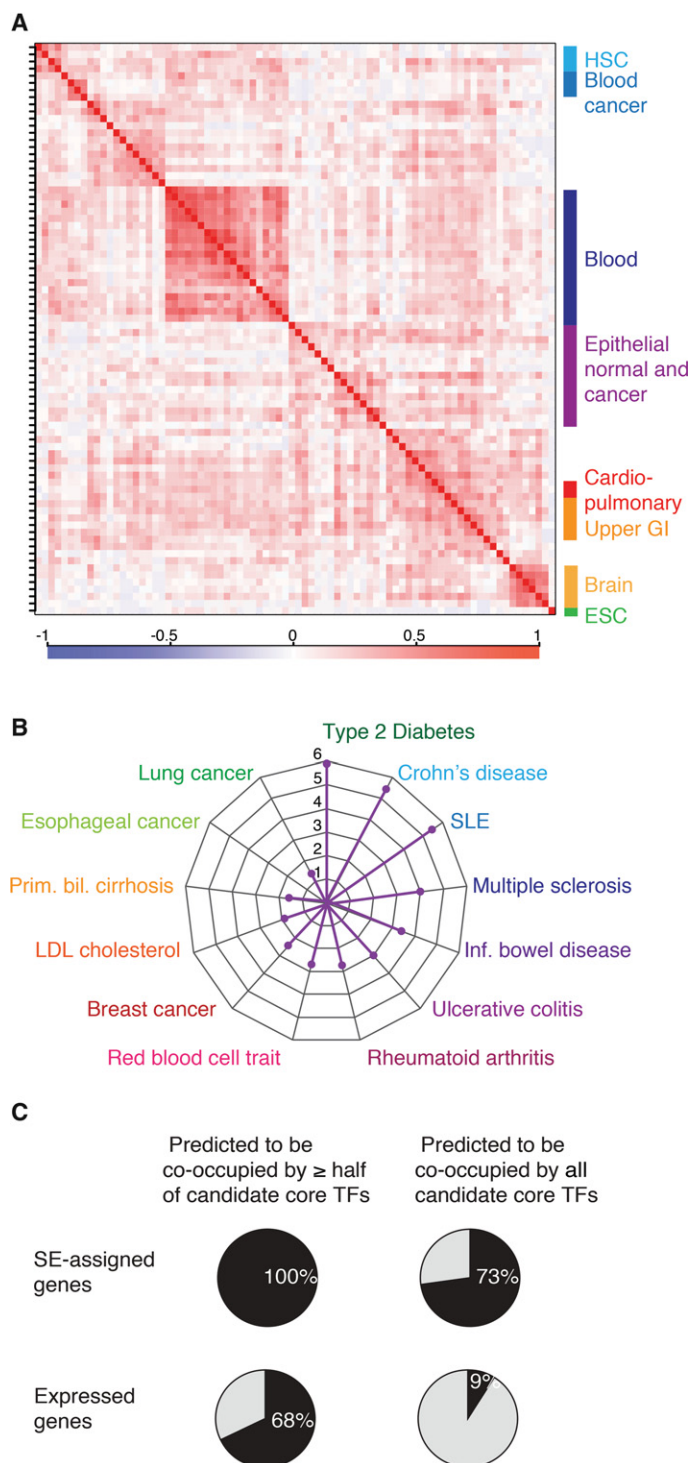 A
HSC
Blood
cancer
Blood
Epithelial
normal and
cancer
Cardio-
pulmonary
Upper GI
Brain
ESC
-1 -0.5 0 0.5 1
B
Type 2 Diabetes
Crohn's disease
SLE
Multiple sclerosis
Inf. bowel disease
Ulcerative colitis
Rheumatoid arthritis
Red blood cell trait
Breast cancer
LDL cholesterol
Prim. bil. cirrhosis
Esophageal cancer
Lung cancer
6
5
4
3
2
1
C
Predicted to be
co-occupied by ≥ half
of candidate core TFs
Predicted to be
co-occupied by all
candidate core TFs
SE-assigned
genes
100%
73%
Expressed
genes
68%
9%